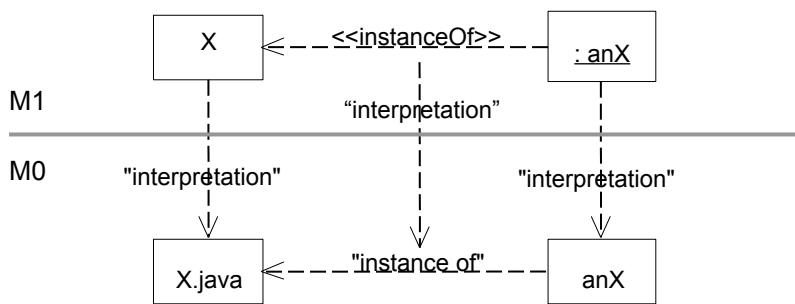 X
<<instanceOf>>
: anX
M1
“interpretation”
M0
"interpretation"
"interpretation"
X.java
"instance of"
anX